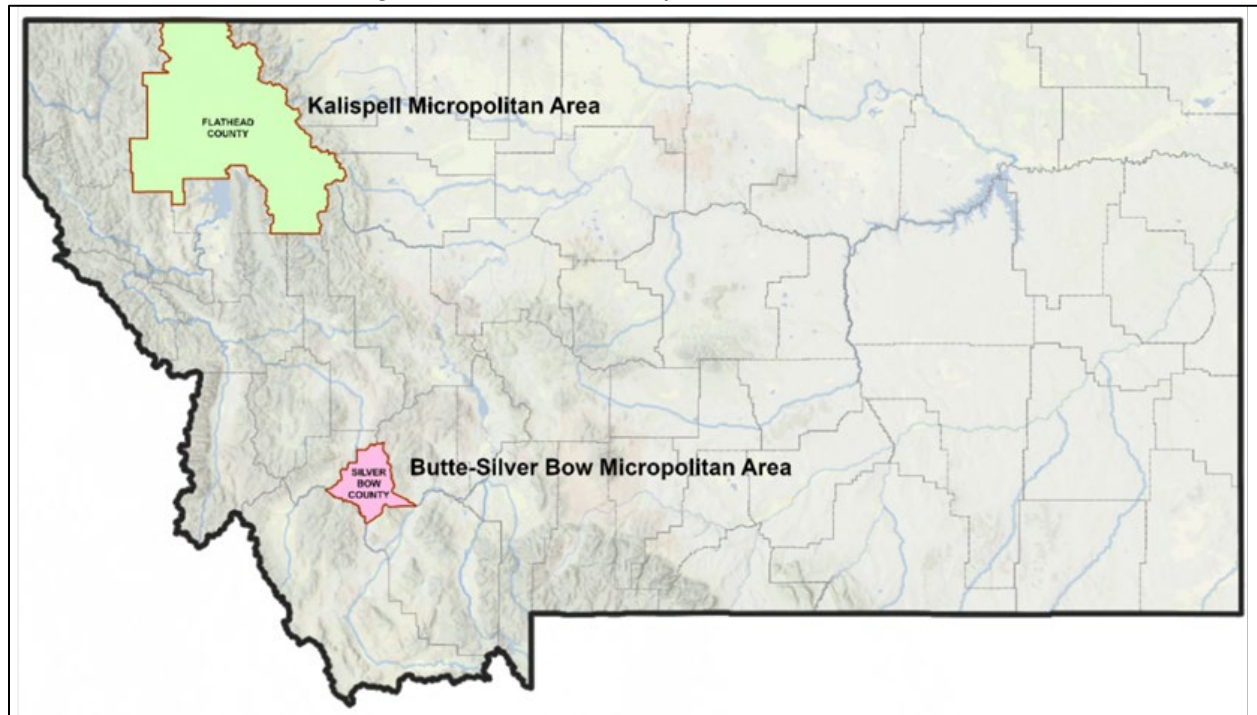 Kalispell Micropolitan Area
FLATHEAD
COUNTY
Butte-Silver Bow Micropolitan Area
SILVER
BOW
COUNTY